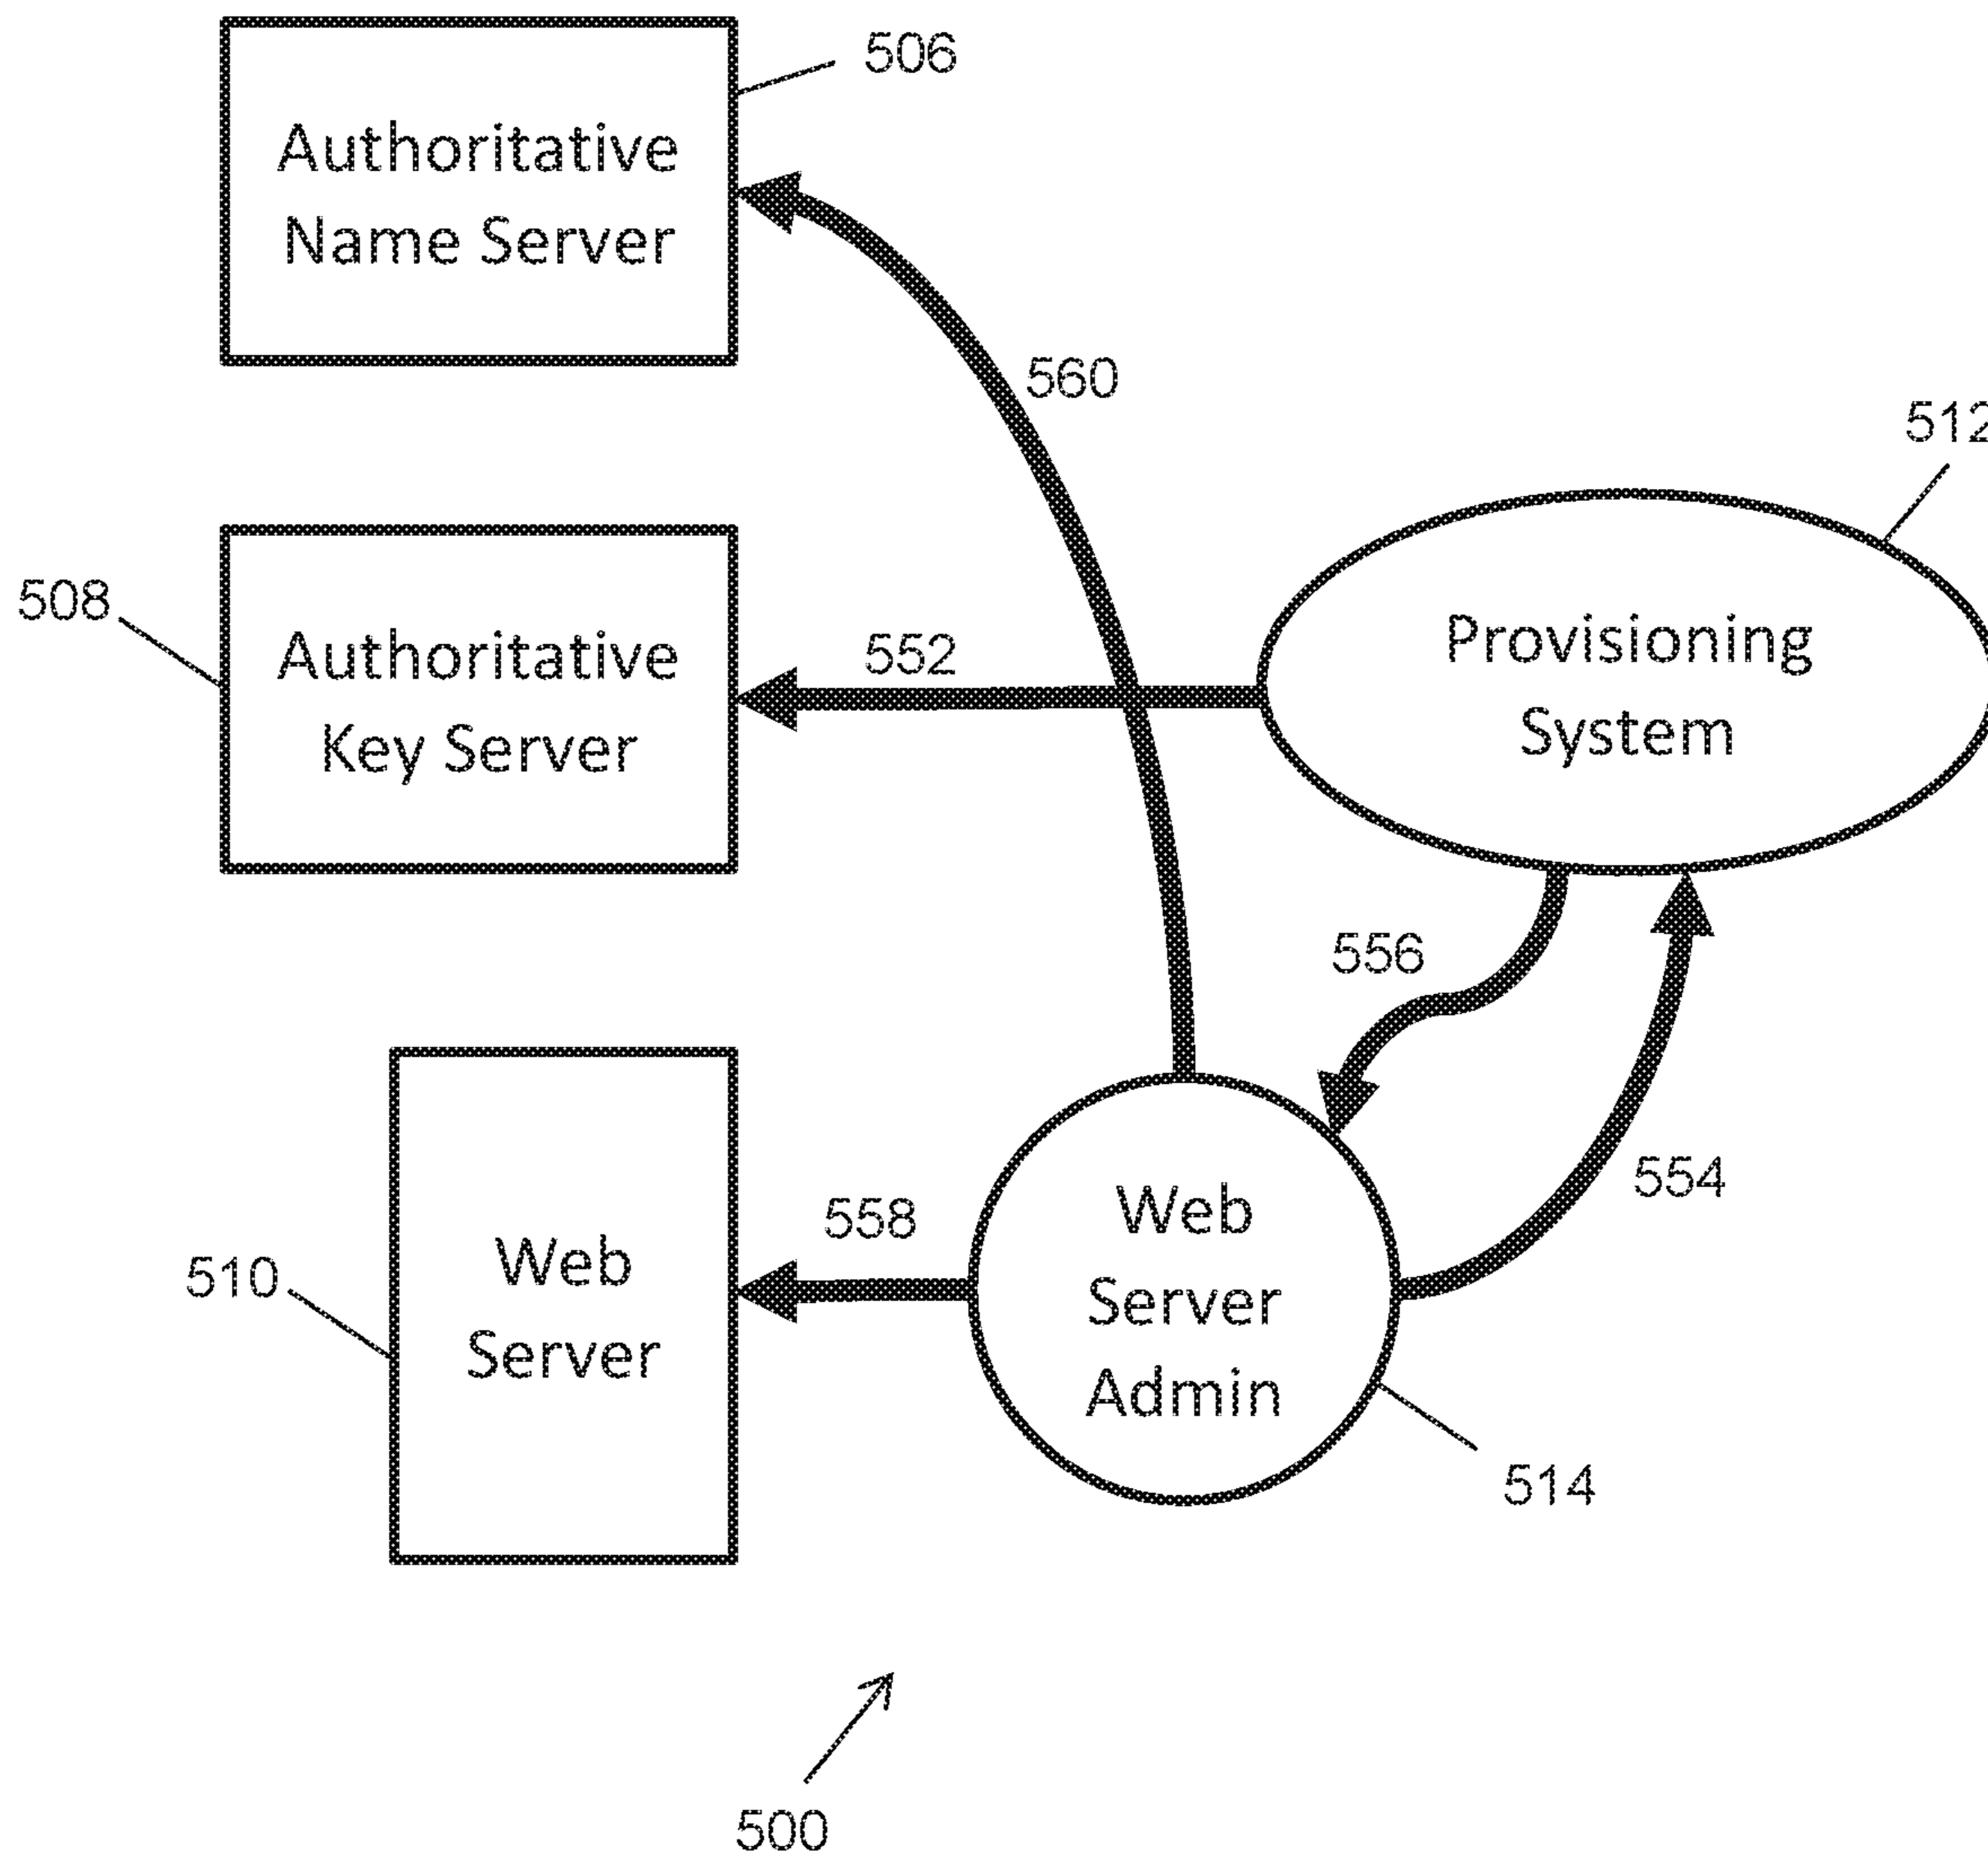 506
Authoritative
Name Server
560
512
508
Authoritative
Key Server
552
Provisioning
System
556
554
558
510
Web
Server
Web
Server
Admin
514
500